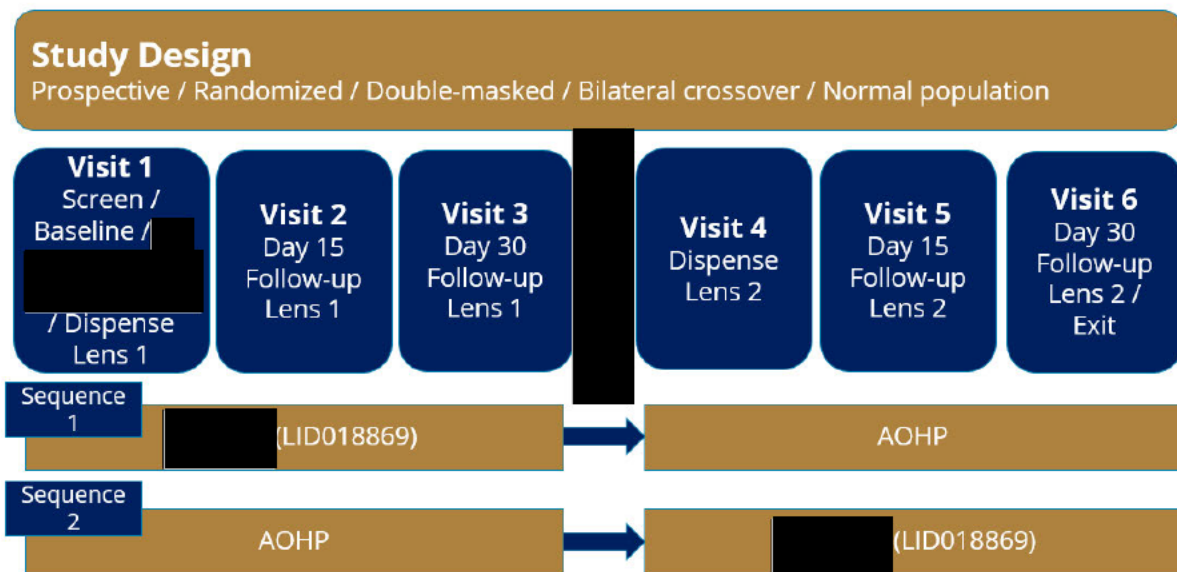 Study Design
Prospective / Randomized / Double-masked / Bilateral crossover / Normal population
Visit 1
Screen /
Baseline /
/ Dispense
Lens 1
Visit 2
Day 15
Follow-up
Lens 1
Visit 3
Day 30
Follow-up
Lens 1
Visit 4
Dispense
Lens 2
Visit 5
Day 15
Follow-up
Lens 2
Visit 6
Day 30
Follow-up
Lens 2 /
Exit
Sequence
1
(LID018869)
AOHP
Sequence
2
AOHP
(LID018869)